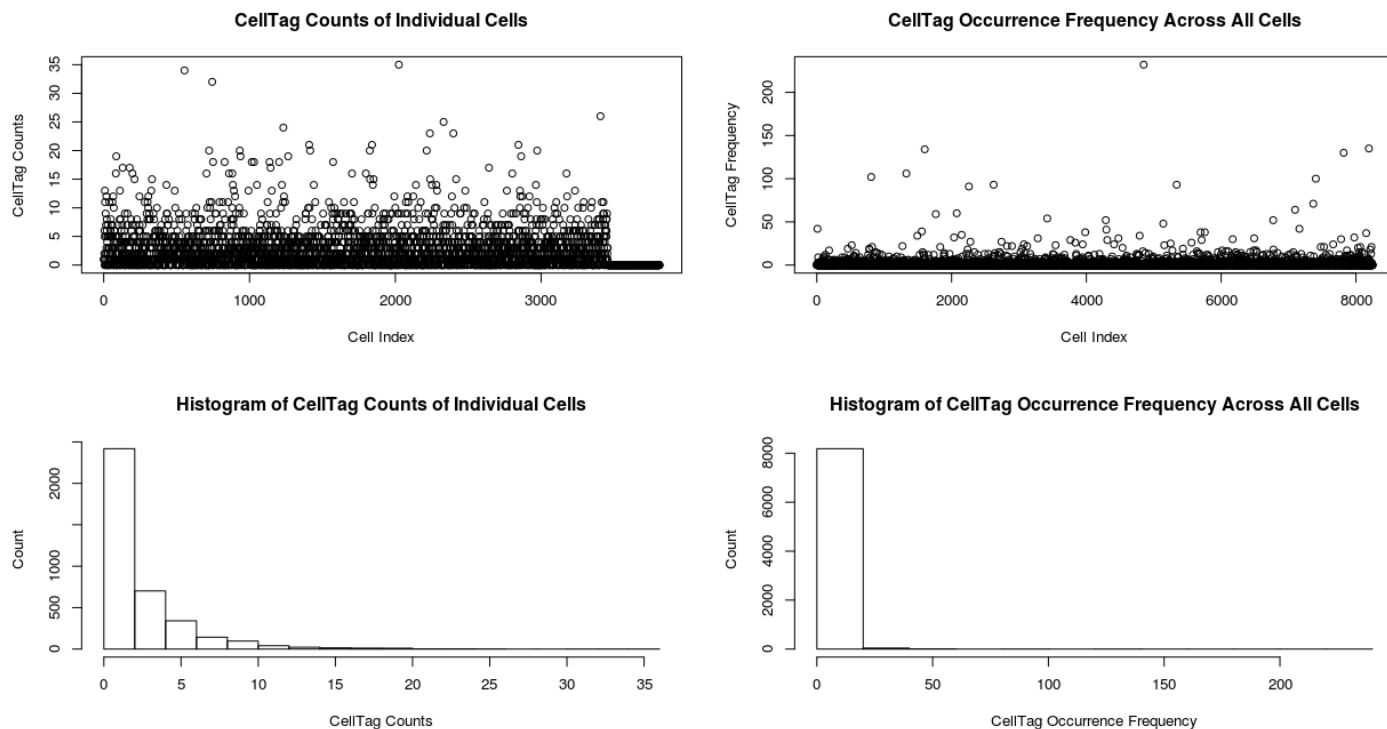 CellTag Counts of Individual Cells
CellTag Counts
0 5 10 15 20 25 30 35
0 1000 2000 3000
Cell Index
CellTag Occurrence Frequency Across All Cells
CellTag Frequency
0 50 100 150 200
0 2000 4000 6000 8000
Cell Index
Histogram of CellTag Counts of Individual Cells
Count
0 500 1000 2000
0 5 10 15 20 25 30 35
CellTag Counts
Histogram of CellTag Occurrence Frequency Across All Cells
Count
0 2000 4000 6000 8000
0 50 100 150 200
CellTag Occurrence Frequency